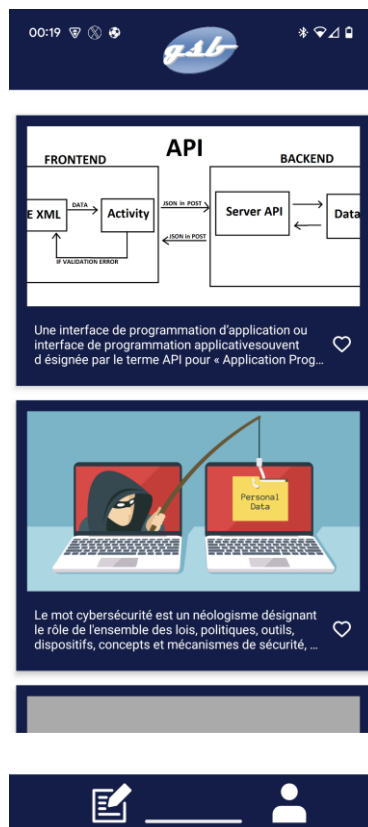 00:19
gsb
API
FRONTEND
BACKEND
E XML
DATA
Activity
JSON in POST
JSON in POST
Server API
Data
IF VALIDATION ERROR
Une interface de programmation d'application ou
interface de programmation applicativesouvent
d ésignée par le terme API pour « Application Prog...
Personal
Data
Le mot cybersécurité est un néologisme désignant
le rôle de l'ensemble des lois, politiques, outils,
dispositifs, concepts et mécanismes de sécurité, ...